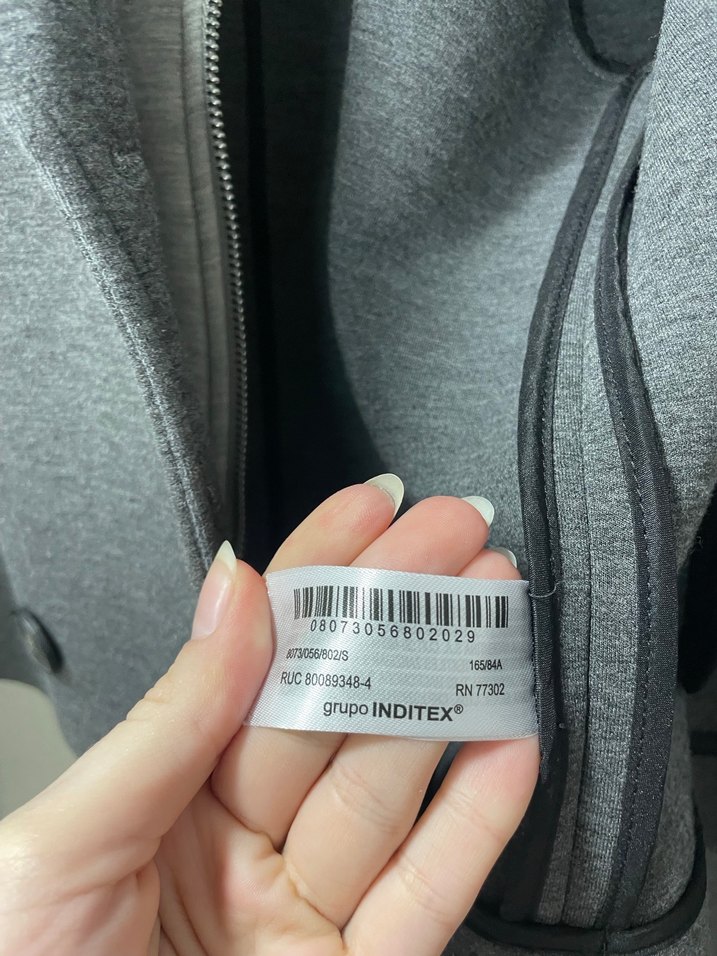 08073056802029
8073/056/802/S 165/84A
RUC 80089348-4 RN 77302
grupo INDITEX®